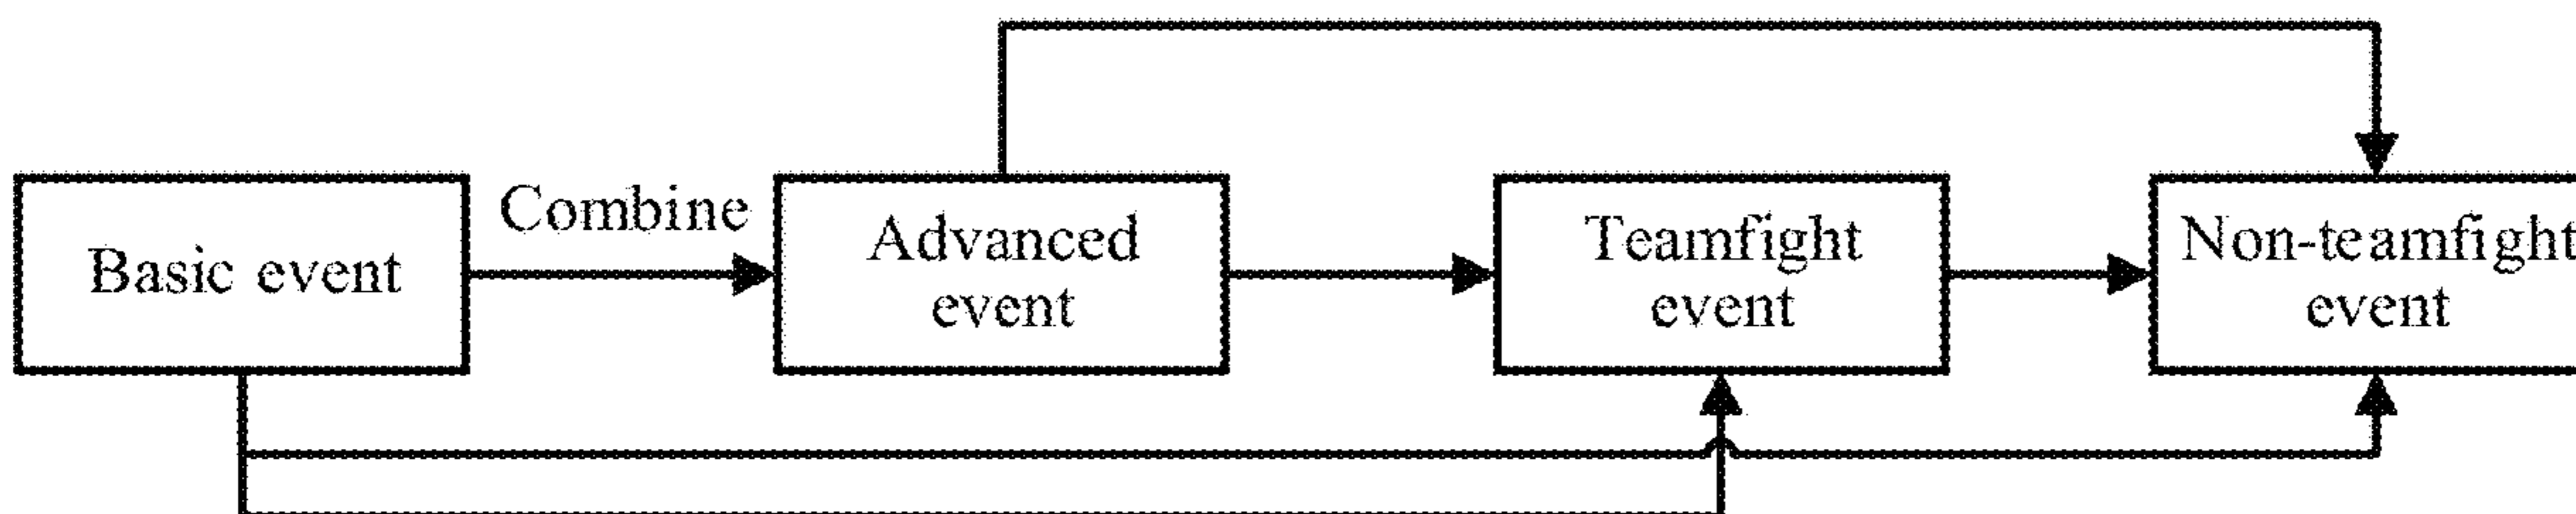 Combine
Basic event
Advanced
event
Teamfight
event
Non-teamfight
event